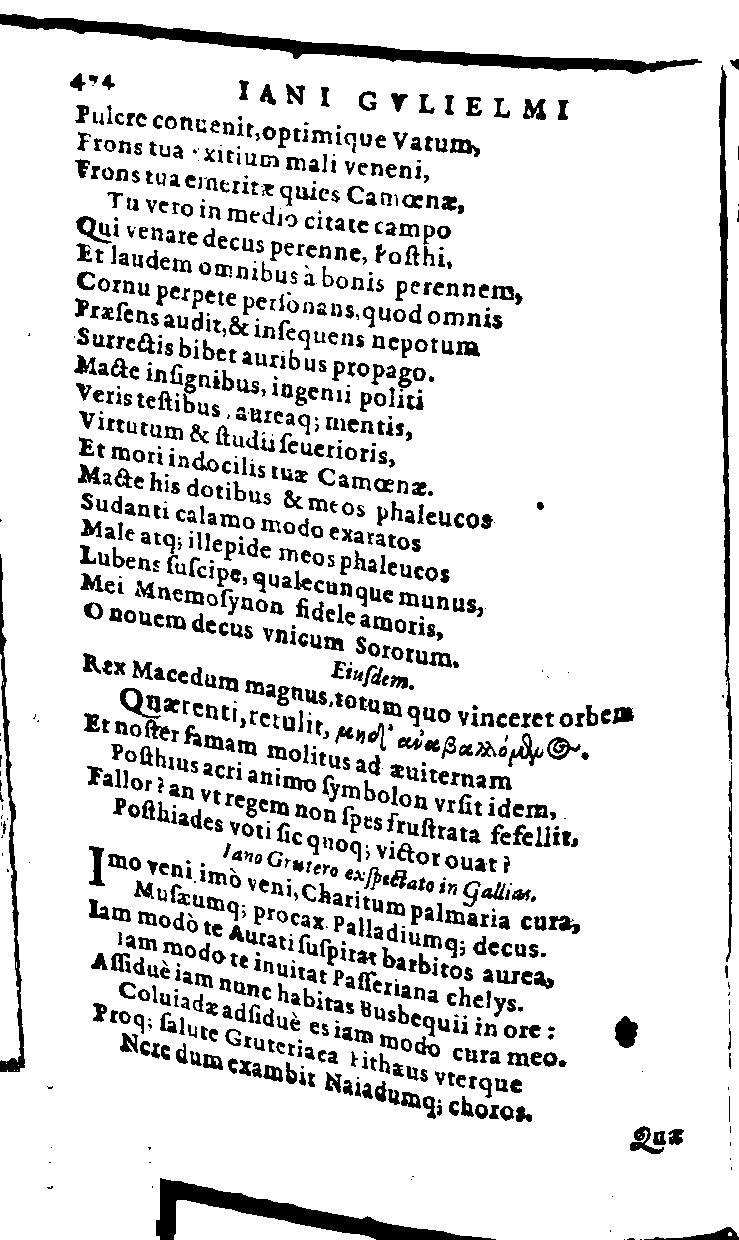 474 IANI GVLIELMI
Pulcre conuenit, optimique Vatum,
Frons tua exitium mali veneni,
Frons tua emeritæ quies Camœnæ,
Tu vero in medio citate campo
Qui venare decus perenne, Posthi,
Et laudem omnibus à bonis perennem,
Cornu perpete personans, quod omnis
Præsens audit, & insequens nepotum
Surrectis bibet auribus propago.
Macte insignibus, ingenii politi
Veris testibus, aureaq; mentis,
Virtutum & studii seuerioris,
Et mori indocilis tuæ Camœnæ.
Macte his dotibus & meos phaleucos
Sudanti calamo modo exaratos
Male atq; illepide meos phaleucos
Lubens suscipe, qualecunque munus,
Mei Mnemosynon fidele amoris,
O nouem decus vnicum Sororum.
Eiusdem.
Rex Macedum magnus, totum quo vinceret orbem
Quærenti, retulit, μηδ' ἀναβαλλόμενος.
Et noster famam molitus ad æuiternam
Posthius acri animo symbolon vrsit idem,
Fallor? an vt regem non spes frustrata fefellit,
Posthiades voti sic quoq; victor ouat?
Iano Grutero exspectato in Gallias.
Imo veni, imò veni, Charitum palmaria cura,
Musæumq; procax Palladiumq; decus.
Iam modò te Aurati suspirat barbitos aurea,
Iam modo te inuitat Passeriana chelys.
Assiduè iam nunc habitas Busbequii in ore:
Coluiadæ adsiduè es iam modo cura meo.
Proq; salute Gruteriaca Pithæus vterque
Nere dum exambit Naiadumq; choros.
Quæ